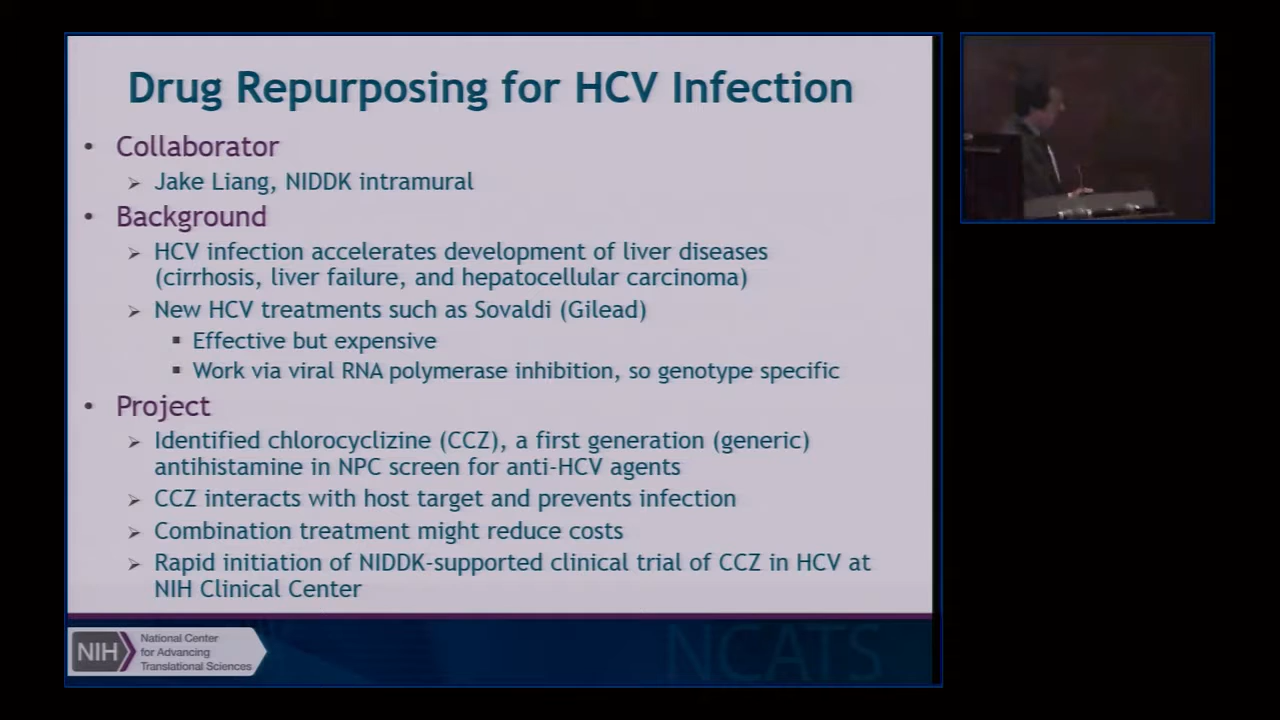 Drug Repurposing for HCV Infection
• Collaborator
➢ Jake Liang, NIDDK intramural
• Background
➢ HCV infection accelerates development of liver diseases
(cirrhosis, liver failure, and hepatocellular carcinoma)
➢ New HCV treatments such as Sovaldi (Gilead)
▪ Effective but expensive
▪ Work via viral RNA polymerase inhibition, so genotype specific
• Project
➢ Identified chlorocyclizine (CCZ), a first generation (generic)
antihistamine in NPC screen for anti-HCV agents
➢ CCZ interacts with host target and prevents infection
➢ Combination treatment might reduce costs
➢ Rapid initiation of NIDDK-supported clinical trial of CCZ in HCV at
NIH Clinical Center
NIH
National Center
for Advancing
Translational Sciences
NCATS